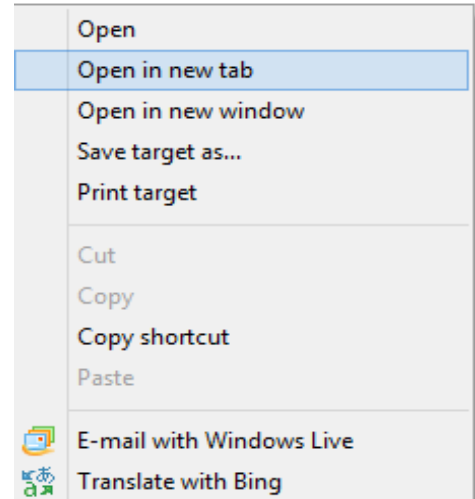 Open
Open in new tab
Open in new window
Save target as...
Print target
Cut
Copy
Copy shortcut
Paste
E-mail with Windows Live
Translate with Bing